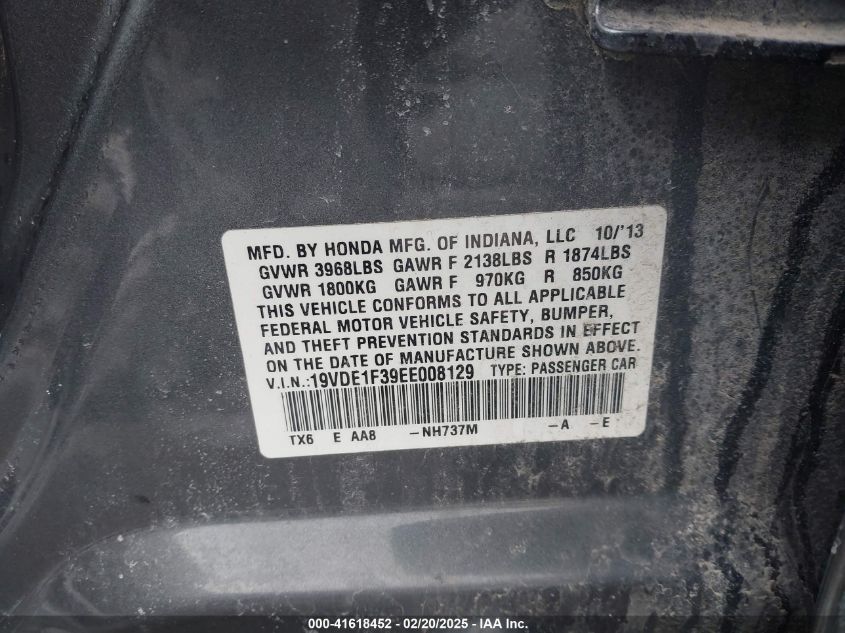 MFD. BY HONDA MFG. OF INDIANA, LLC 10/'13
GVWR 3968LBS GAWR F 2138LBS R 1874LBS
GVWR 1800KG GAWR F 970KG R 850KG
THIS VEHICLE CONFORMS TO ALL APPLICABLE
FEDERAL MOTOR VEHICLE SAFETY, BUMPER,
AND THEFT PREVENTION STANDARDS IN EFFECT
ON THE DATE OF MANUFACTURE SHOWN ABOVE.
V.I.N.:19VDE1F39EE008129 TYPE: PASSENGER CAR
TX6 E AA8 -NH737M -A -E
000-41618452 - 02/20/2025 - IAA Inc.